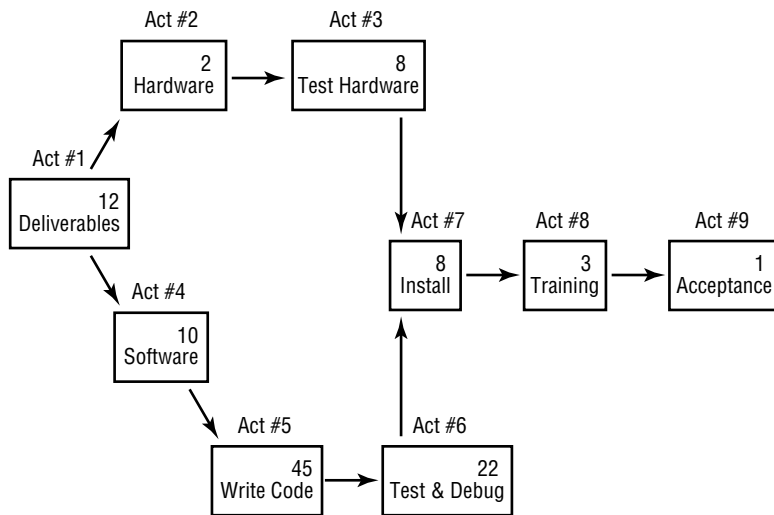 Act #2
2
Hardware
Act #3
8
Test Hardware
Act #1
12
Deliverables
Act #4
10
Software
Act #5
45
Write Code
Act #6
22
Test & Debug
Act #7
8
Install
Act #8
3
Training
Act #9
1
Acceptance